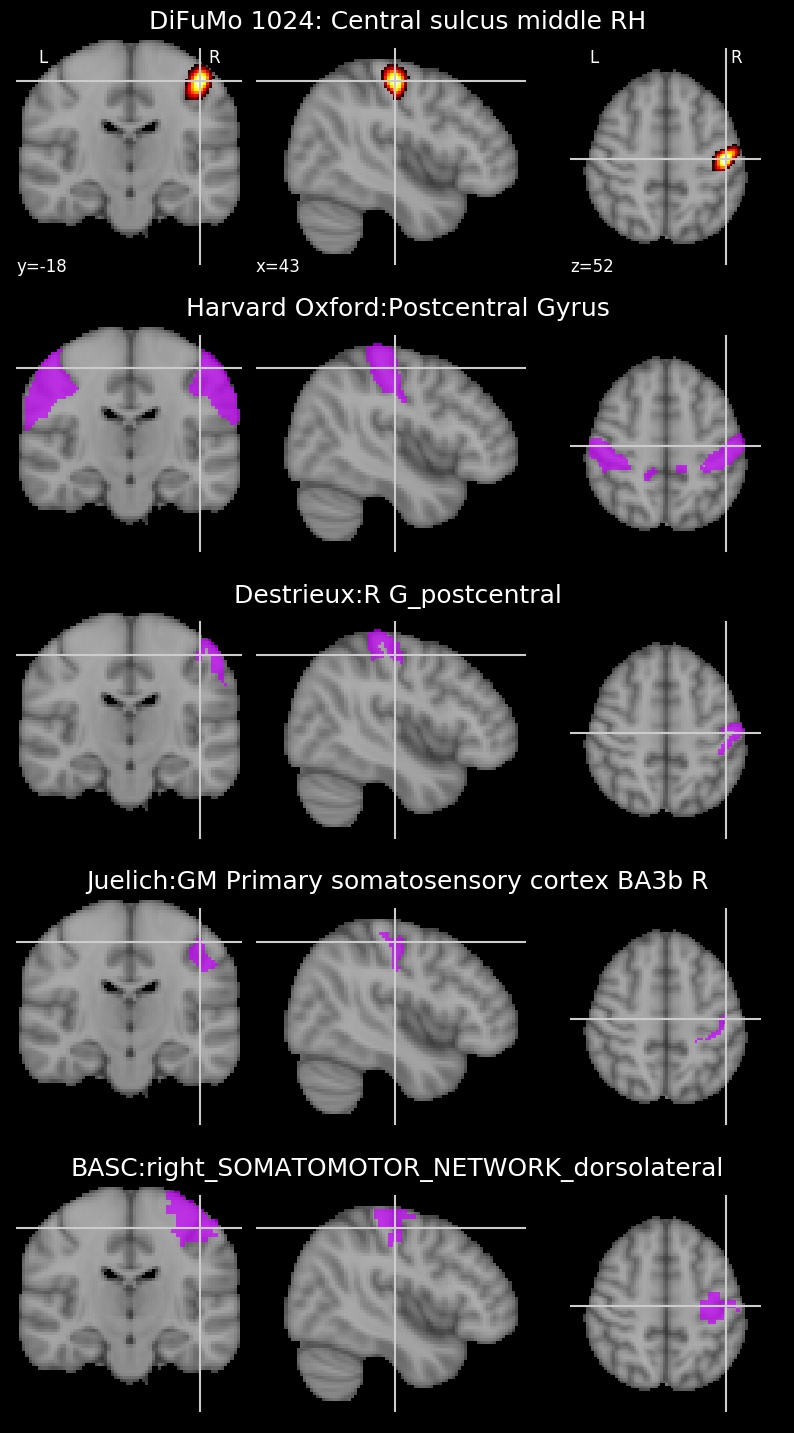 DiFuMo 1024: Central sulcus middle RH
L R L R
y=-18 x=43 z=52
Harvard Oxford:Postcentral Gyrus
Destrieux:R G_postcentral
Juelich:GM Primary somatosensory cortex BA3b R
BASC:right_SOMATOMOTOR_NETWORK_dorsolateral